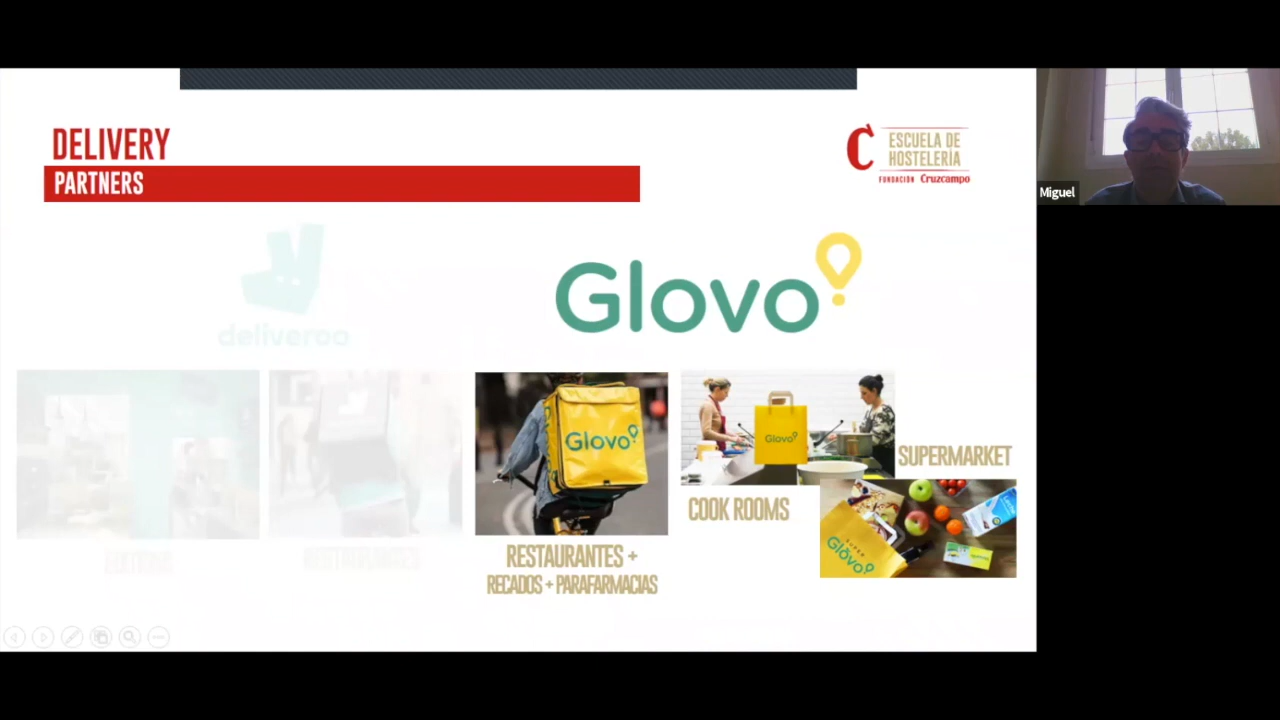 DELIVERY
PARTNERS
C ESCUELA DE
HOSTELERÍA
FUNDACIÓN Cruzcampo
Miguel
deliveroo
Glovo
Glovo
Glovo
SUPERMARKET
COOK ROOMS
SUPER
Glovo
RESTAURANTES +
RECADOS + PARAFARMACIAS